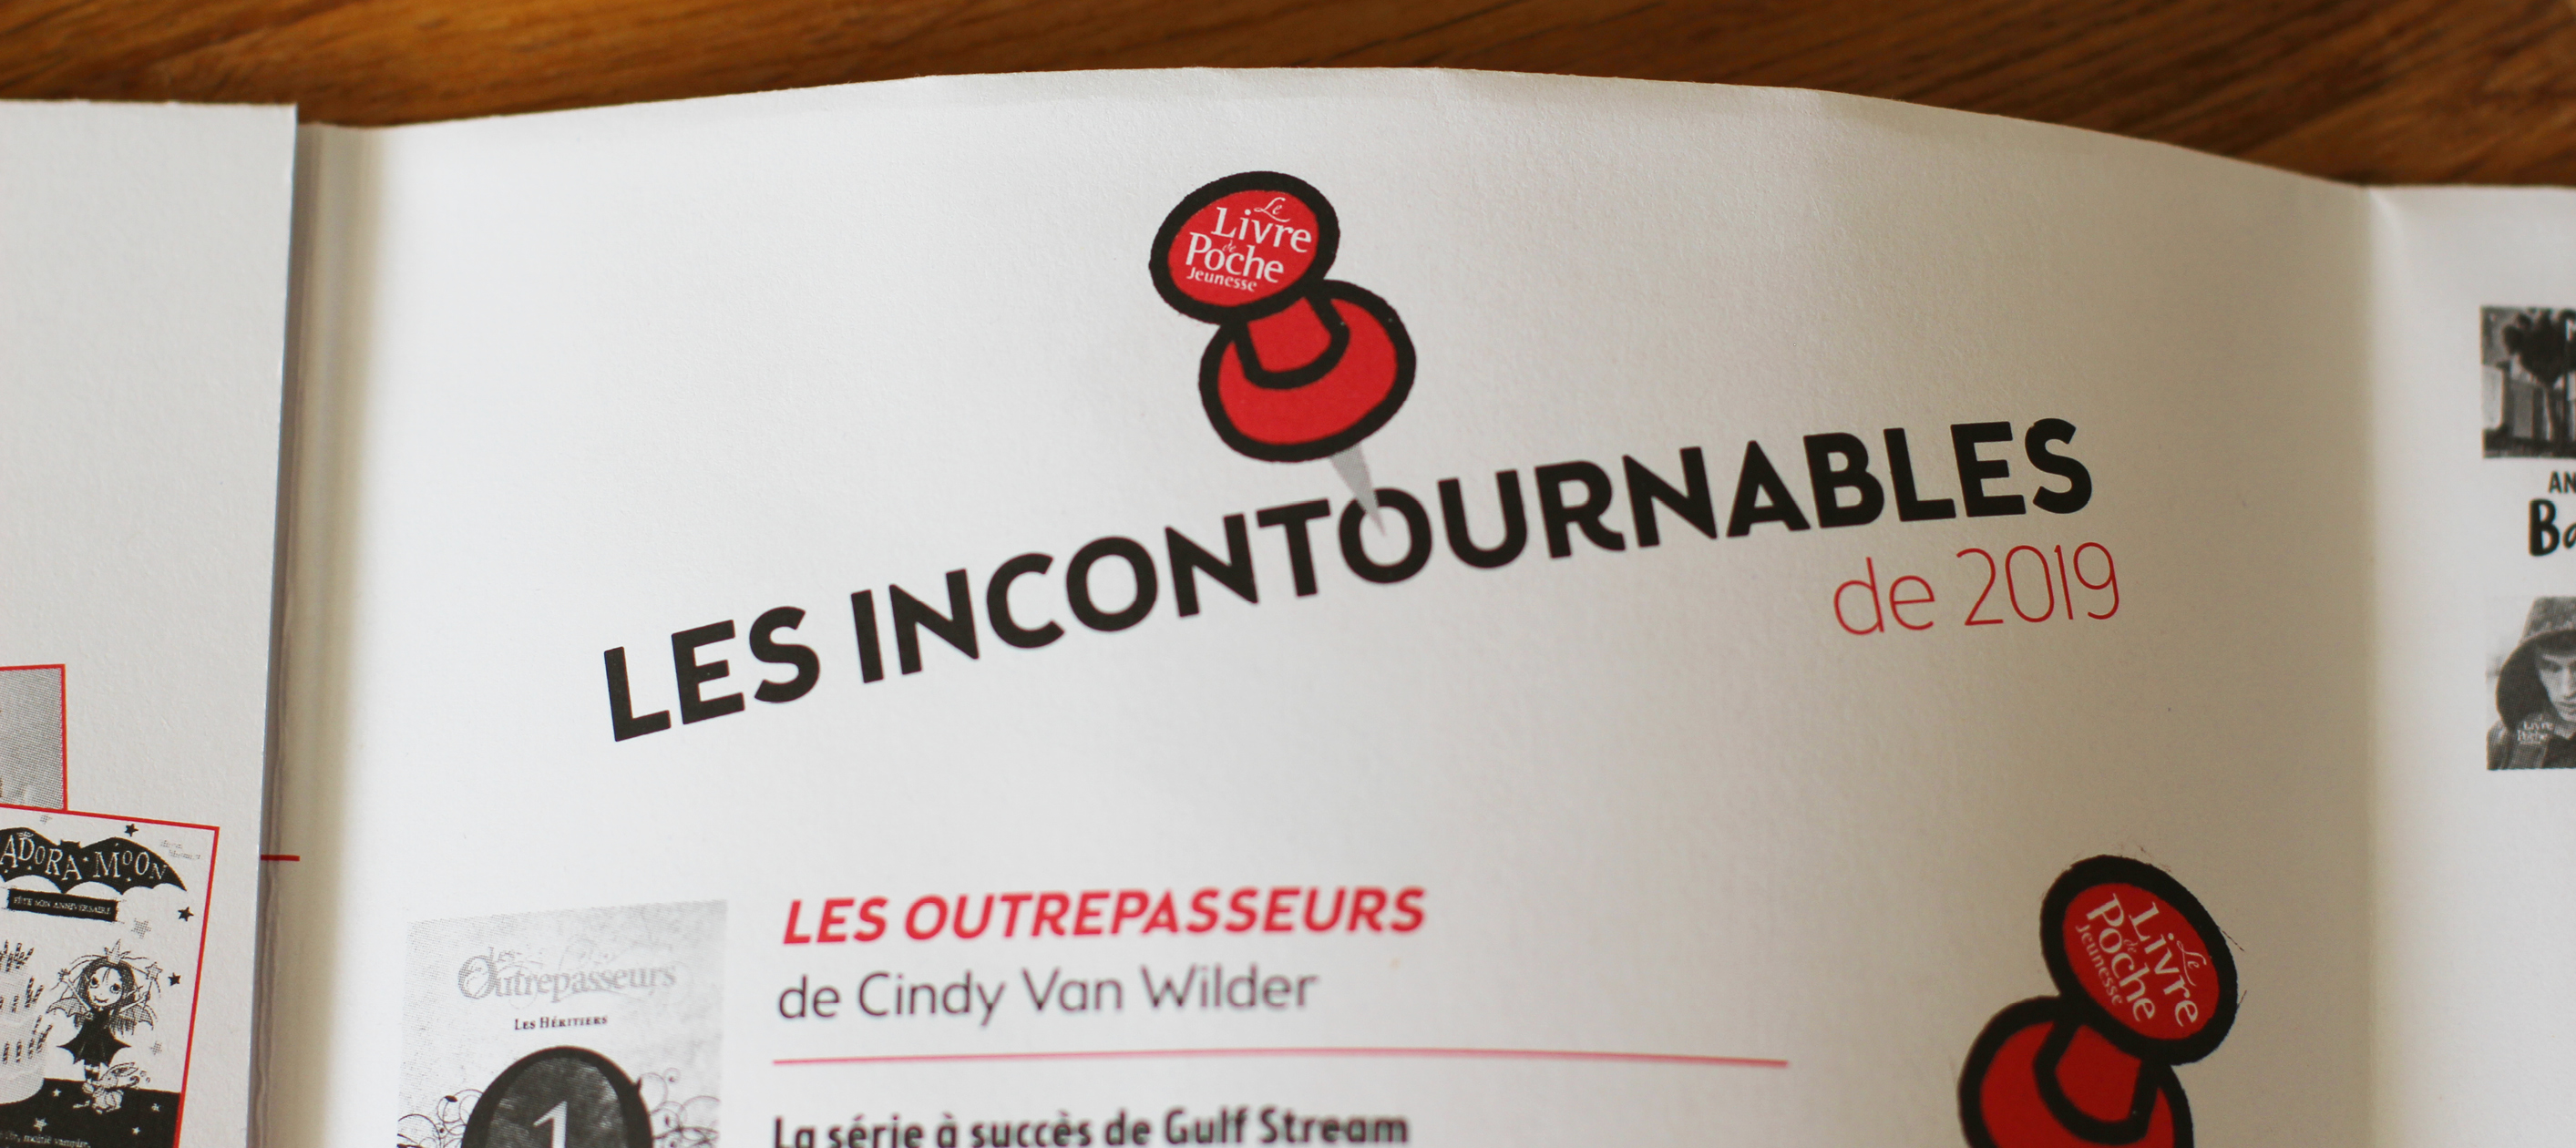 Le
Livre
de
Poche
Jeunesse
LES INCONTOURNABLES
de 2019
LES OUTREPASSEURS
de Cindy Van Wilder
La série à succès de Gulf Stream
Les
Outrepasseurs
LES HÉRITIERS
1
Le
Livre
de
Poche
Jeunesse
ADORA MOON
FÊTE SON ANNIVERSAIRE
AN
Ba